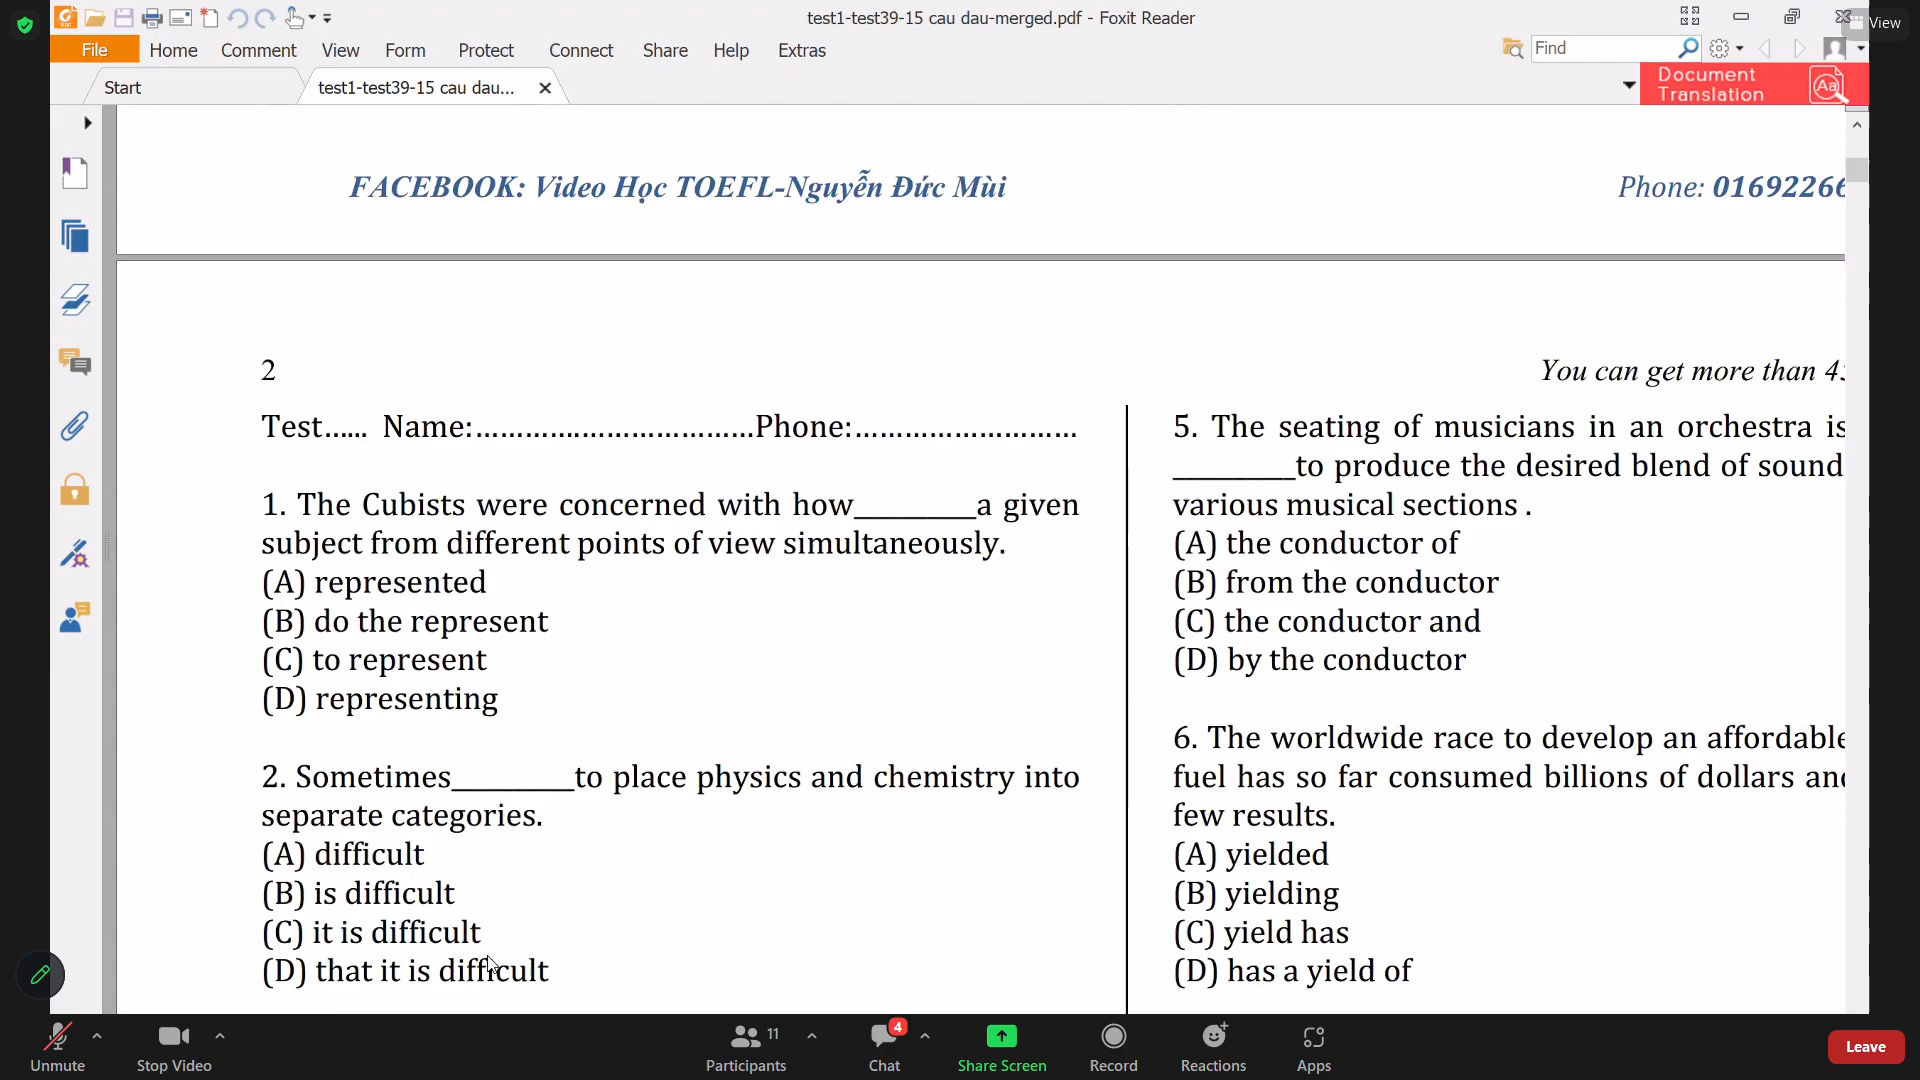 test1-test39-15 cau dau-merged.pdf - Foxit Reader
View
File Home Comment View Form Protect Connect Share Help Extras
Find
Start
test1-test39-15 cau dau...
Document
Translation
FACEBOOK: Video Học TOEFL-Nguyễn Đức Mùi
Phone: 01692266
2
You can get more than 45
Test...... Name:……………………………Phone:………………………
1. The Cubists were concerned with how__________a given
subject from different points of view simultaneously.
(A) represented
(B) do the represent
(C) to represent
(D) representing
2. Sometimes__________to place physics and chemistry into
separate categories.
(A) difficult
(B) is difficult
(C) it is difficult
(D) that it is difficult
5. The seating of musicians in an orchestra is
__________to produce the desired blend of sound
various musical sections .
(A) the conductor of
(B) from the conductor
(C) the conductor and
(D) by the conductor
6. The worldwide race to develop an affordable
fuel has so far consumed billions of dollars and
few results.
(A) yielded
(B) yielding
(C) yield has
(D) has a yield of
Unmute
Stop Video
11
Participants
4
Chat
Share Screen
Record
Reactions
Apps
Leave